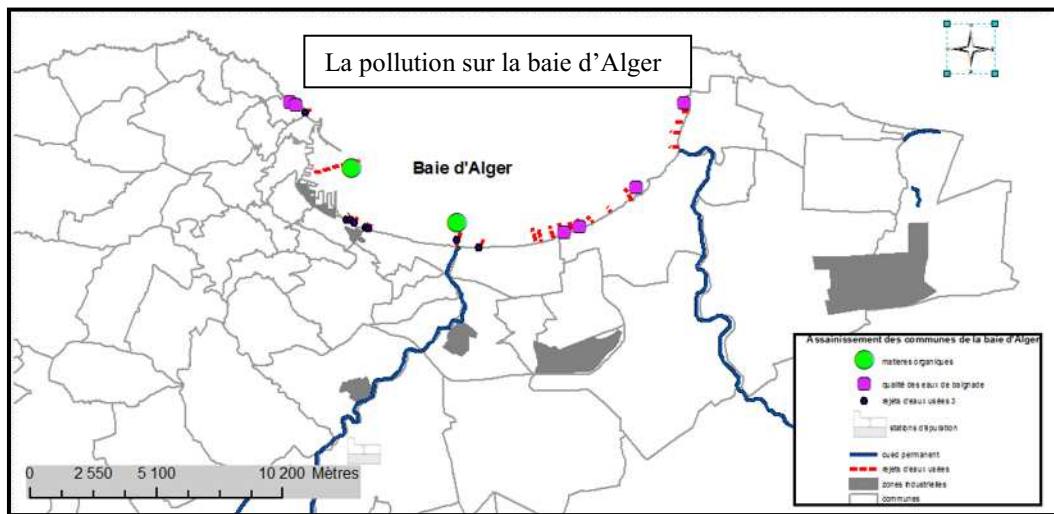 La pollution sur la baie d'Alger
Baie d'Alger
Assainissement des communes de la baie d'Alger
matières organiques
qualité des eaux de baignade
rejets d'eaux usées 3
stations d'épuration
oued permanent
rejets d'eaux usées
zones industrielles
communes
0 2 550 5 100 10 200 Mètres